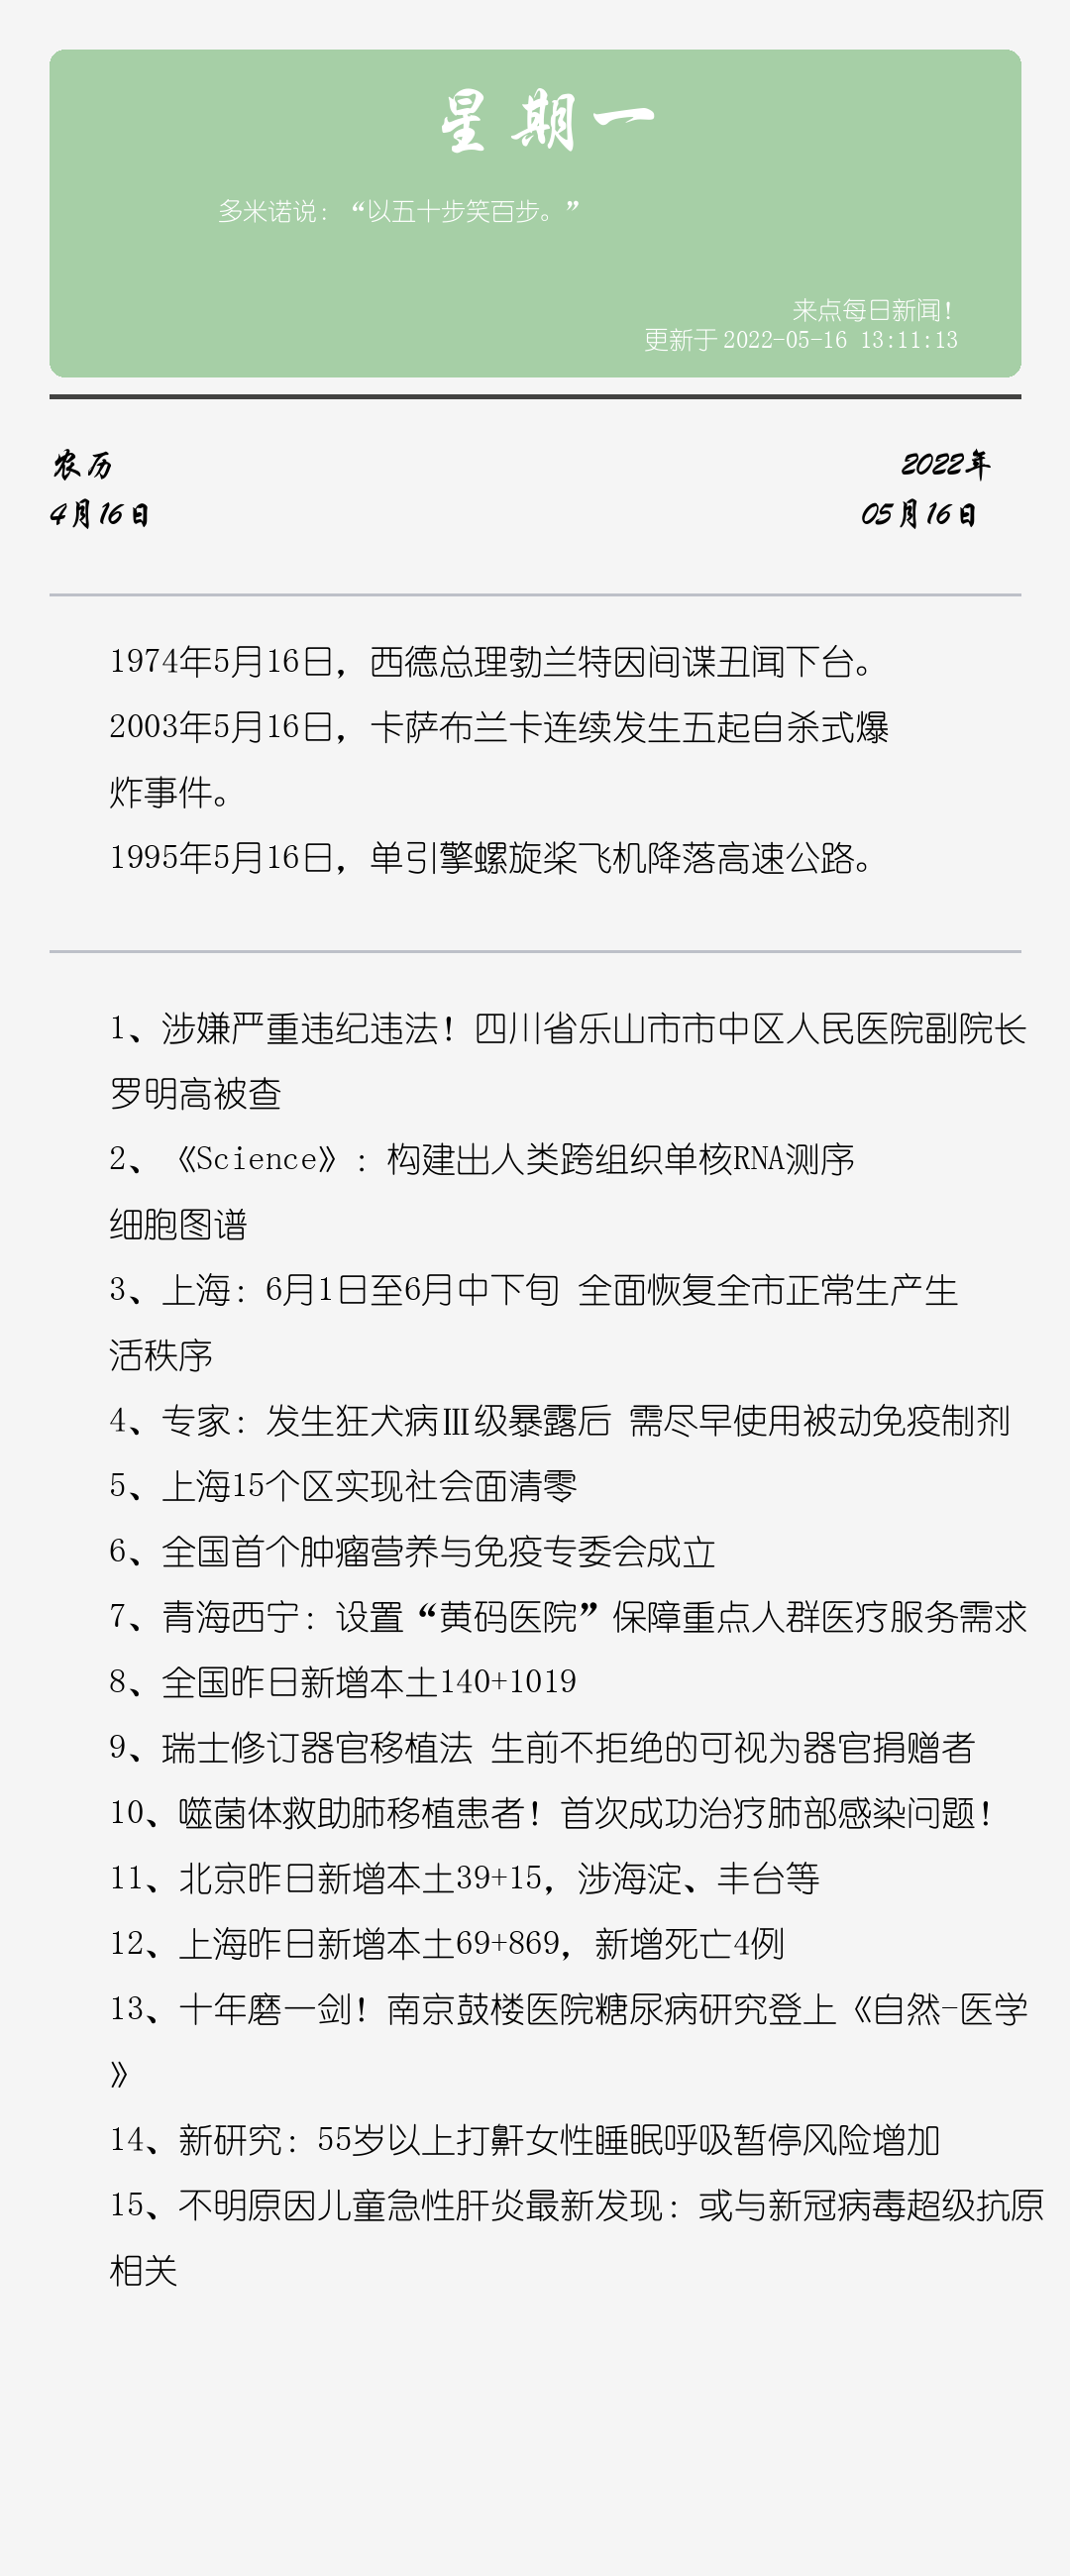 星期一
多米诺说：“以五十步笑百步。”
来点每日新闻！
更新于 2022-05-16 13:11:13
农历
2022年
4月16日
05月16日
1974年5月16日，西德总理勃兰特因间谍丑闻下台。
2003年5月16日，卡萨布兰卡连续发生五起自杀式爆
炸事件。
1995年5月16日，单引擎螺旋桨飞机降落高速公路。
1、涉嫌严重违纪违法！四川省乐山市市中区人民医院副院长
罗明高被查
2、《Science》：构建出人类跨组织单核RNA测序
细胞图谱
3、上海：6月1日至6月中下旬 全面恢复全市正常生产生
活秩序
4、专家：发生狂犬病Ⅲ级暴露后 需尽早使用被动免疫制剂
5、上海15个区实现社会面清零
6、全国首个肿瘤营养与免疫专委会成立
7、青海西宁：设置“黄码医院”保障重点人群医疗服务需求
8、全国昨日新增本土140+1019
9、瑞士修订器官移植法 生前不拒绝的可视为器官捐赠者
10、噬菌体救助肺移植患者！首次成功治疗肺部感染问题！
11、北京昨日新增本土39+15，涉海淀、丰台等
12、上海昨日新增本土69+869，新增死亡4例
13、十年磨一剑！南京鼓楼医院糖尿病研究登上《自然-医学
》
14、新研究：55岁以上打鼾女性睡眠呼吸暂停风险增加
15、不明原因儿童急性肝炎最新发现：或与新冠病毒超级抗原
相关